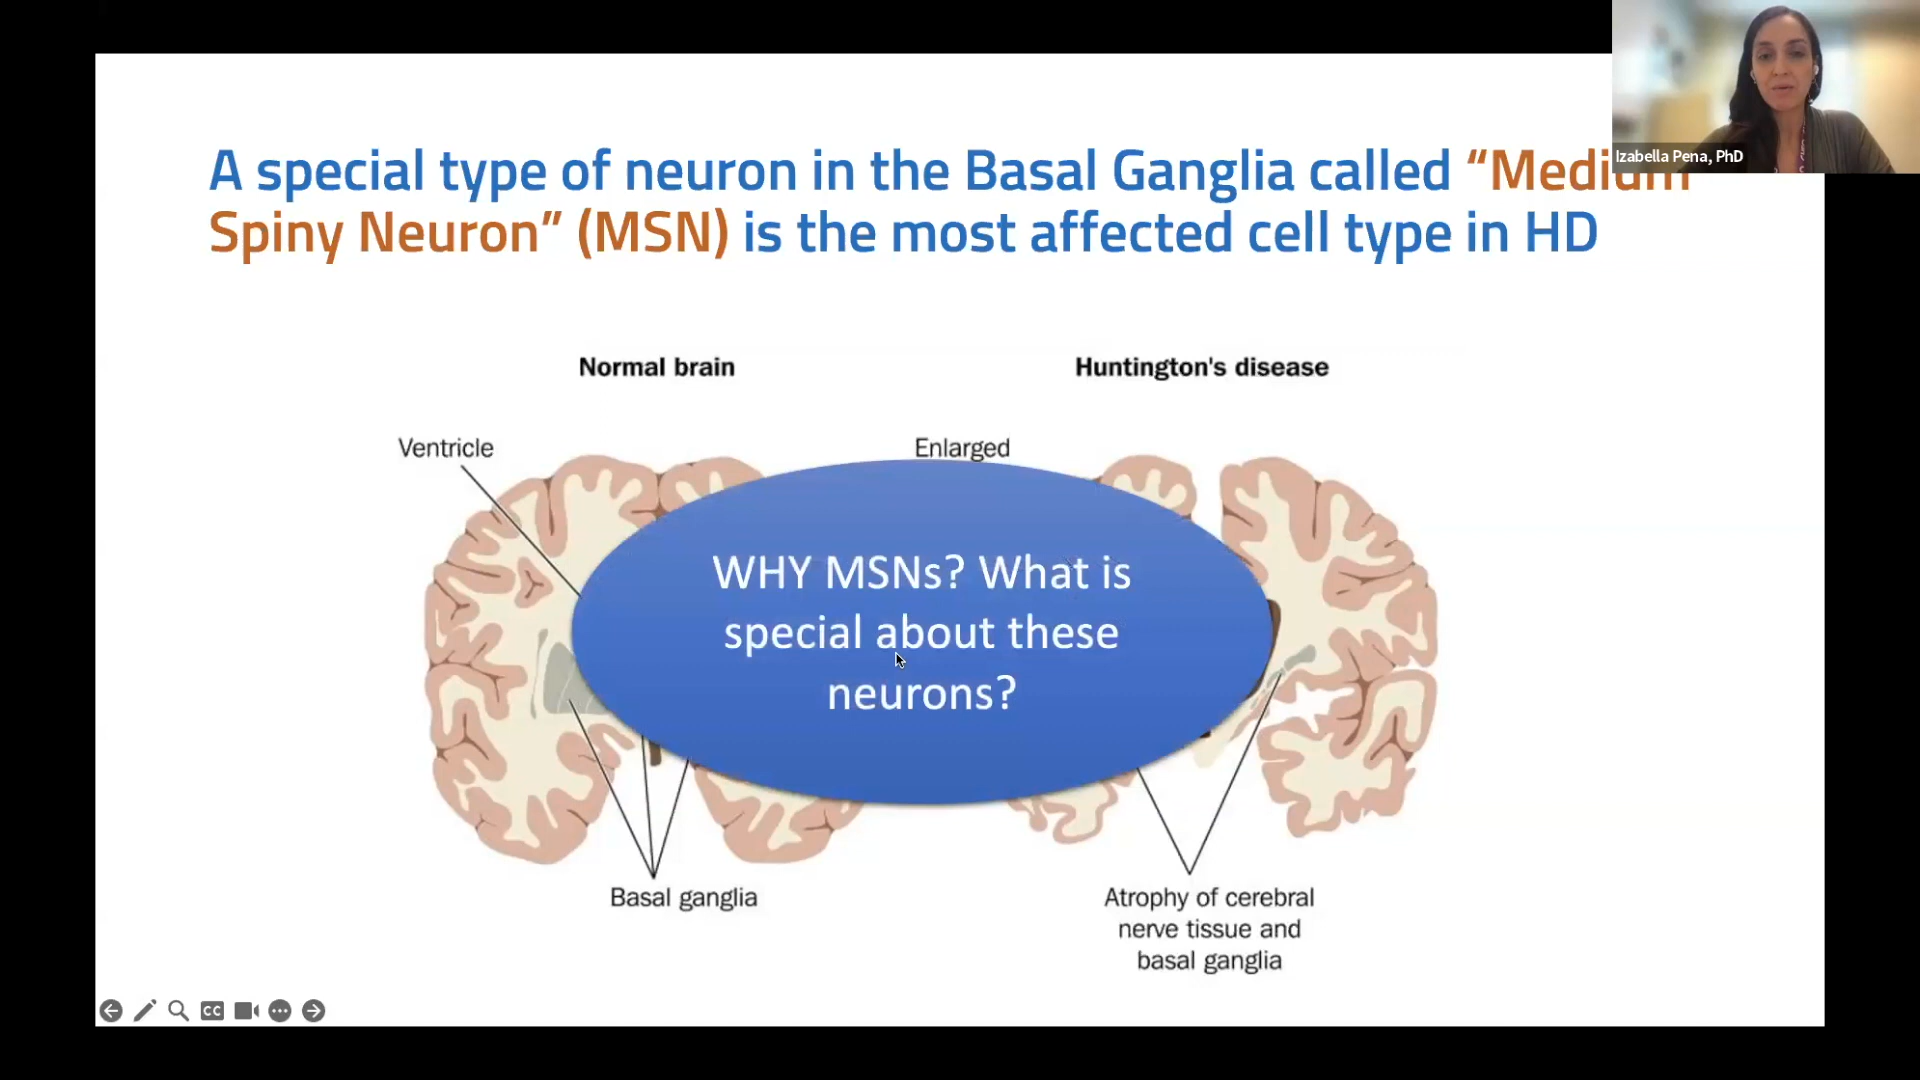 Izabella Pena, PhD
A special type of neuron in the Basal Ganglia called “Medium
Spiny Neuron” (MSN) is the most affected cell type in HD
Normal brain
Huntington's disease
Ventricle
Enlarged
WHY MSNs? What is
special about these
neurons?
Basal ganglia
Atrophy of cerebral
nerve tissue and
basal ganglia
CC